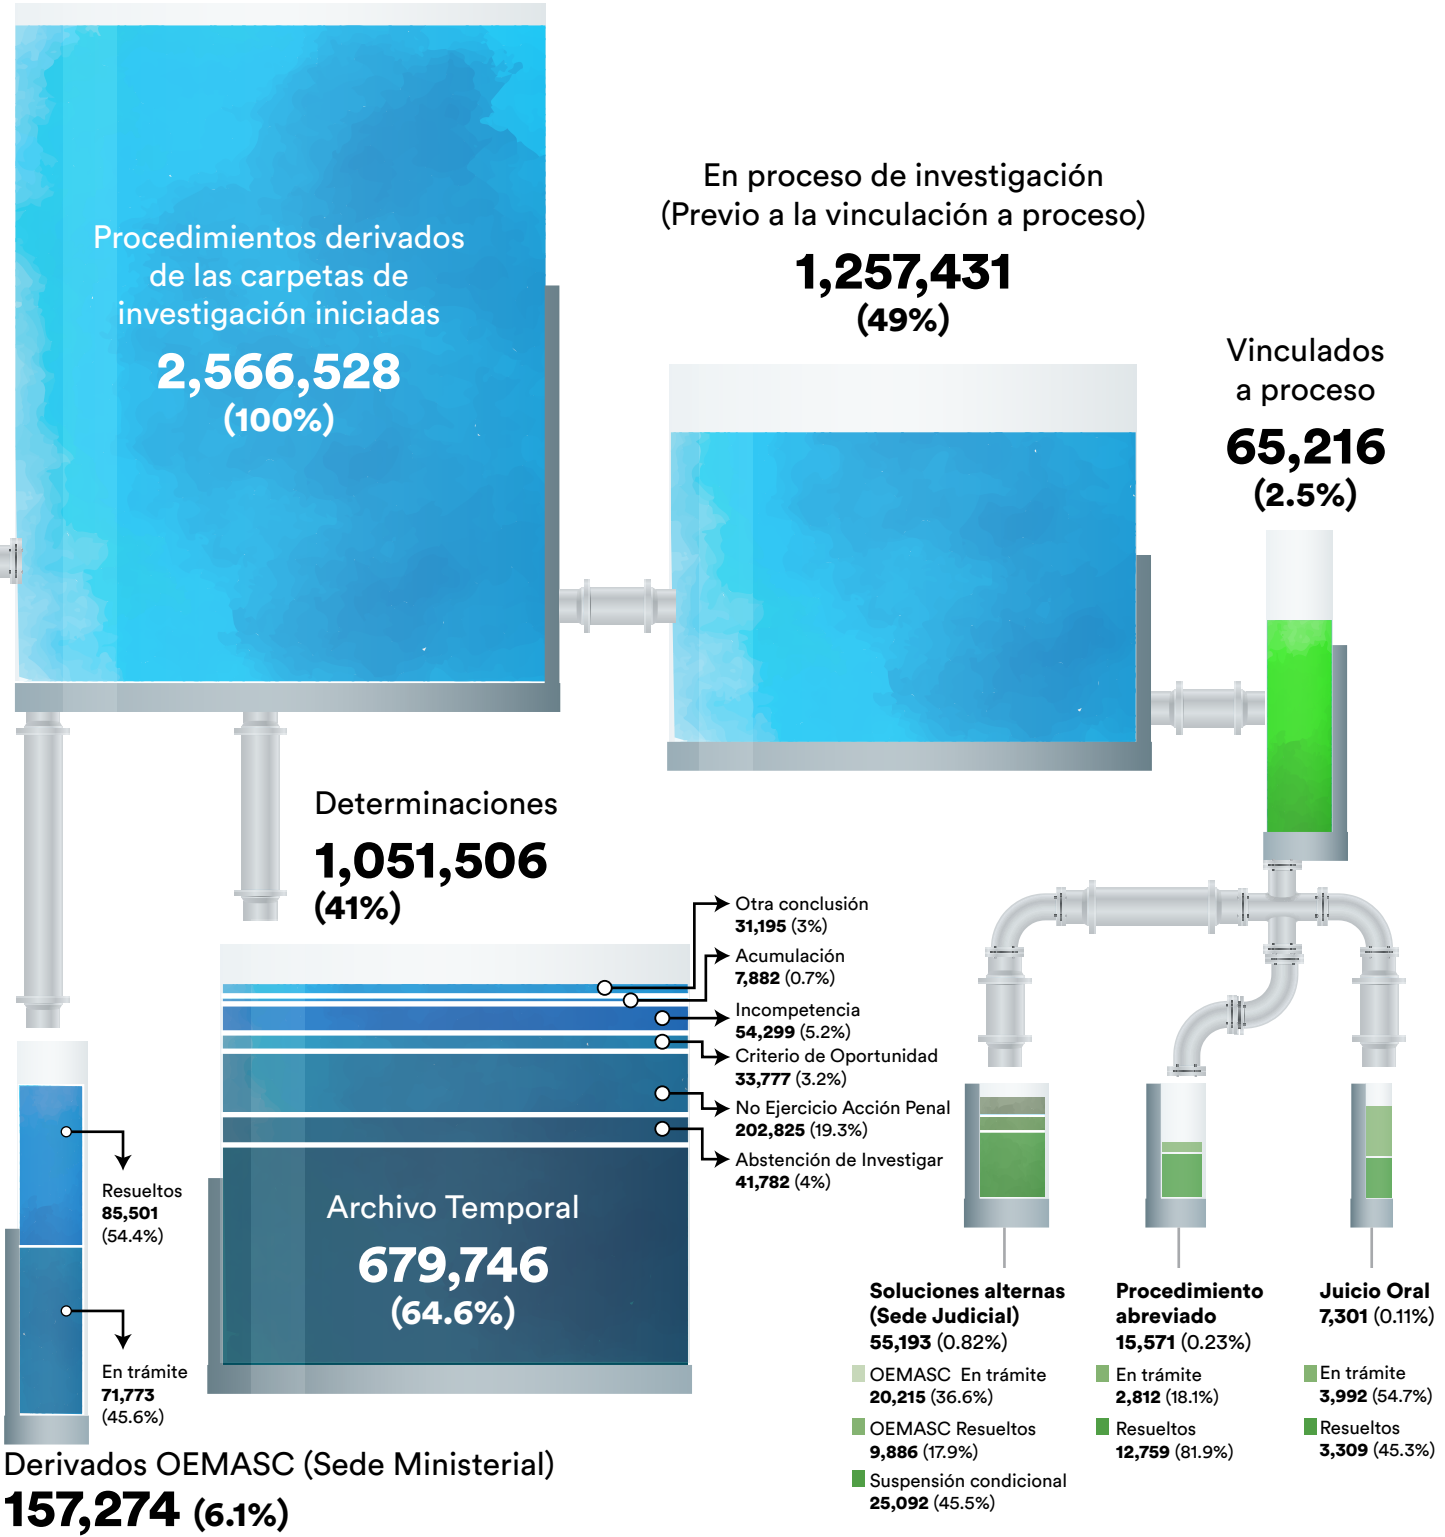 Procedimientos derivados
de las carpetas de
investigación iniciadas
2,566,528
(100%)
En proceso de investigación
(Previo a la vinculación a proceso)
1,257,431
(49%)
Vinculados
a proceso
65,216
(2.5%)
Determinaciones
1,051,506
(41%)
Otra conclusión
31,195 (3%)
Acumulación
7,882 (0.7%)
Incompetencia
54,299 (5.2%)
Criterio de Oportunidad
33,777 (3.2%)
No Ejercicio Acción Penal
202,825 (19.3%)
Abstención de Investigar
41,782 (4%)
Archivo Temporal
679,746
(64.6%)
Resueltos
85,501
(54.4%)
En trámite
71,773
(45.6%)
Derivados OEMASC (Sede Ministerial)
157,274 (6.1%)
Soluciones alternas
(Sede Judicial)
55,193 (0.82%)
OEMASC En trámite
20,215 (36.6%)
OEMASC Resueltos
9,886 (17.9%)
Suspensión condicional
25,092 (45.5%)
Procedimiento
abreviado
15,571 (0.23%)
En trámite
2,812 (18.1%)
Resueltos
12,759 (81.9%)
Juicio Oral
7,301 (0.11%)
En trámite
3,992 (54.7%)
Resueltos
3,309 (45.3%)